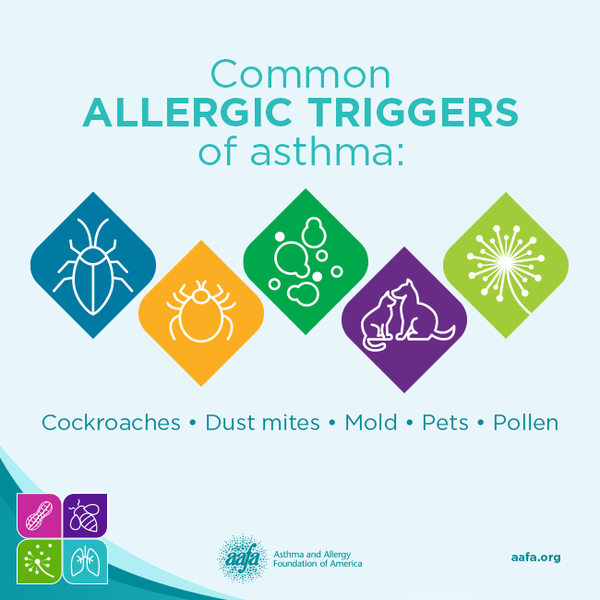 Common
ALLERGIC TRIGGERS
of asthma:
Cockroaches • Dust mites • Mold • Pets • Pollen
aafa
Asthma and Allergy
Foundation of America
aafa.org